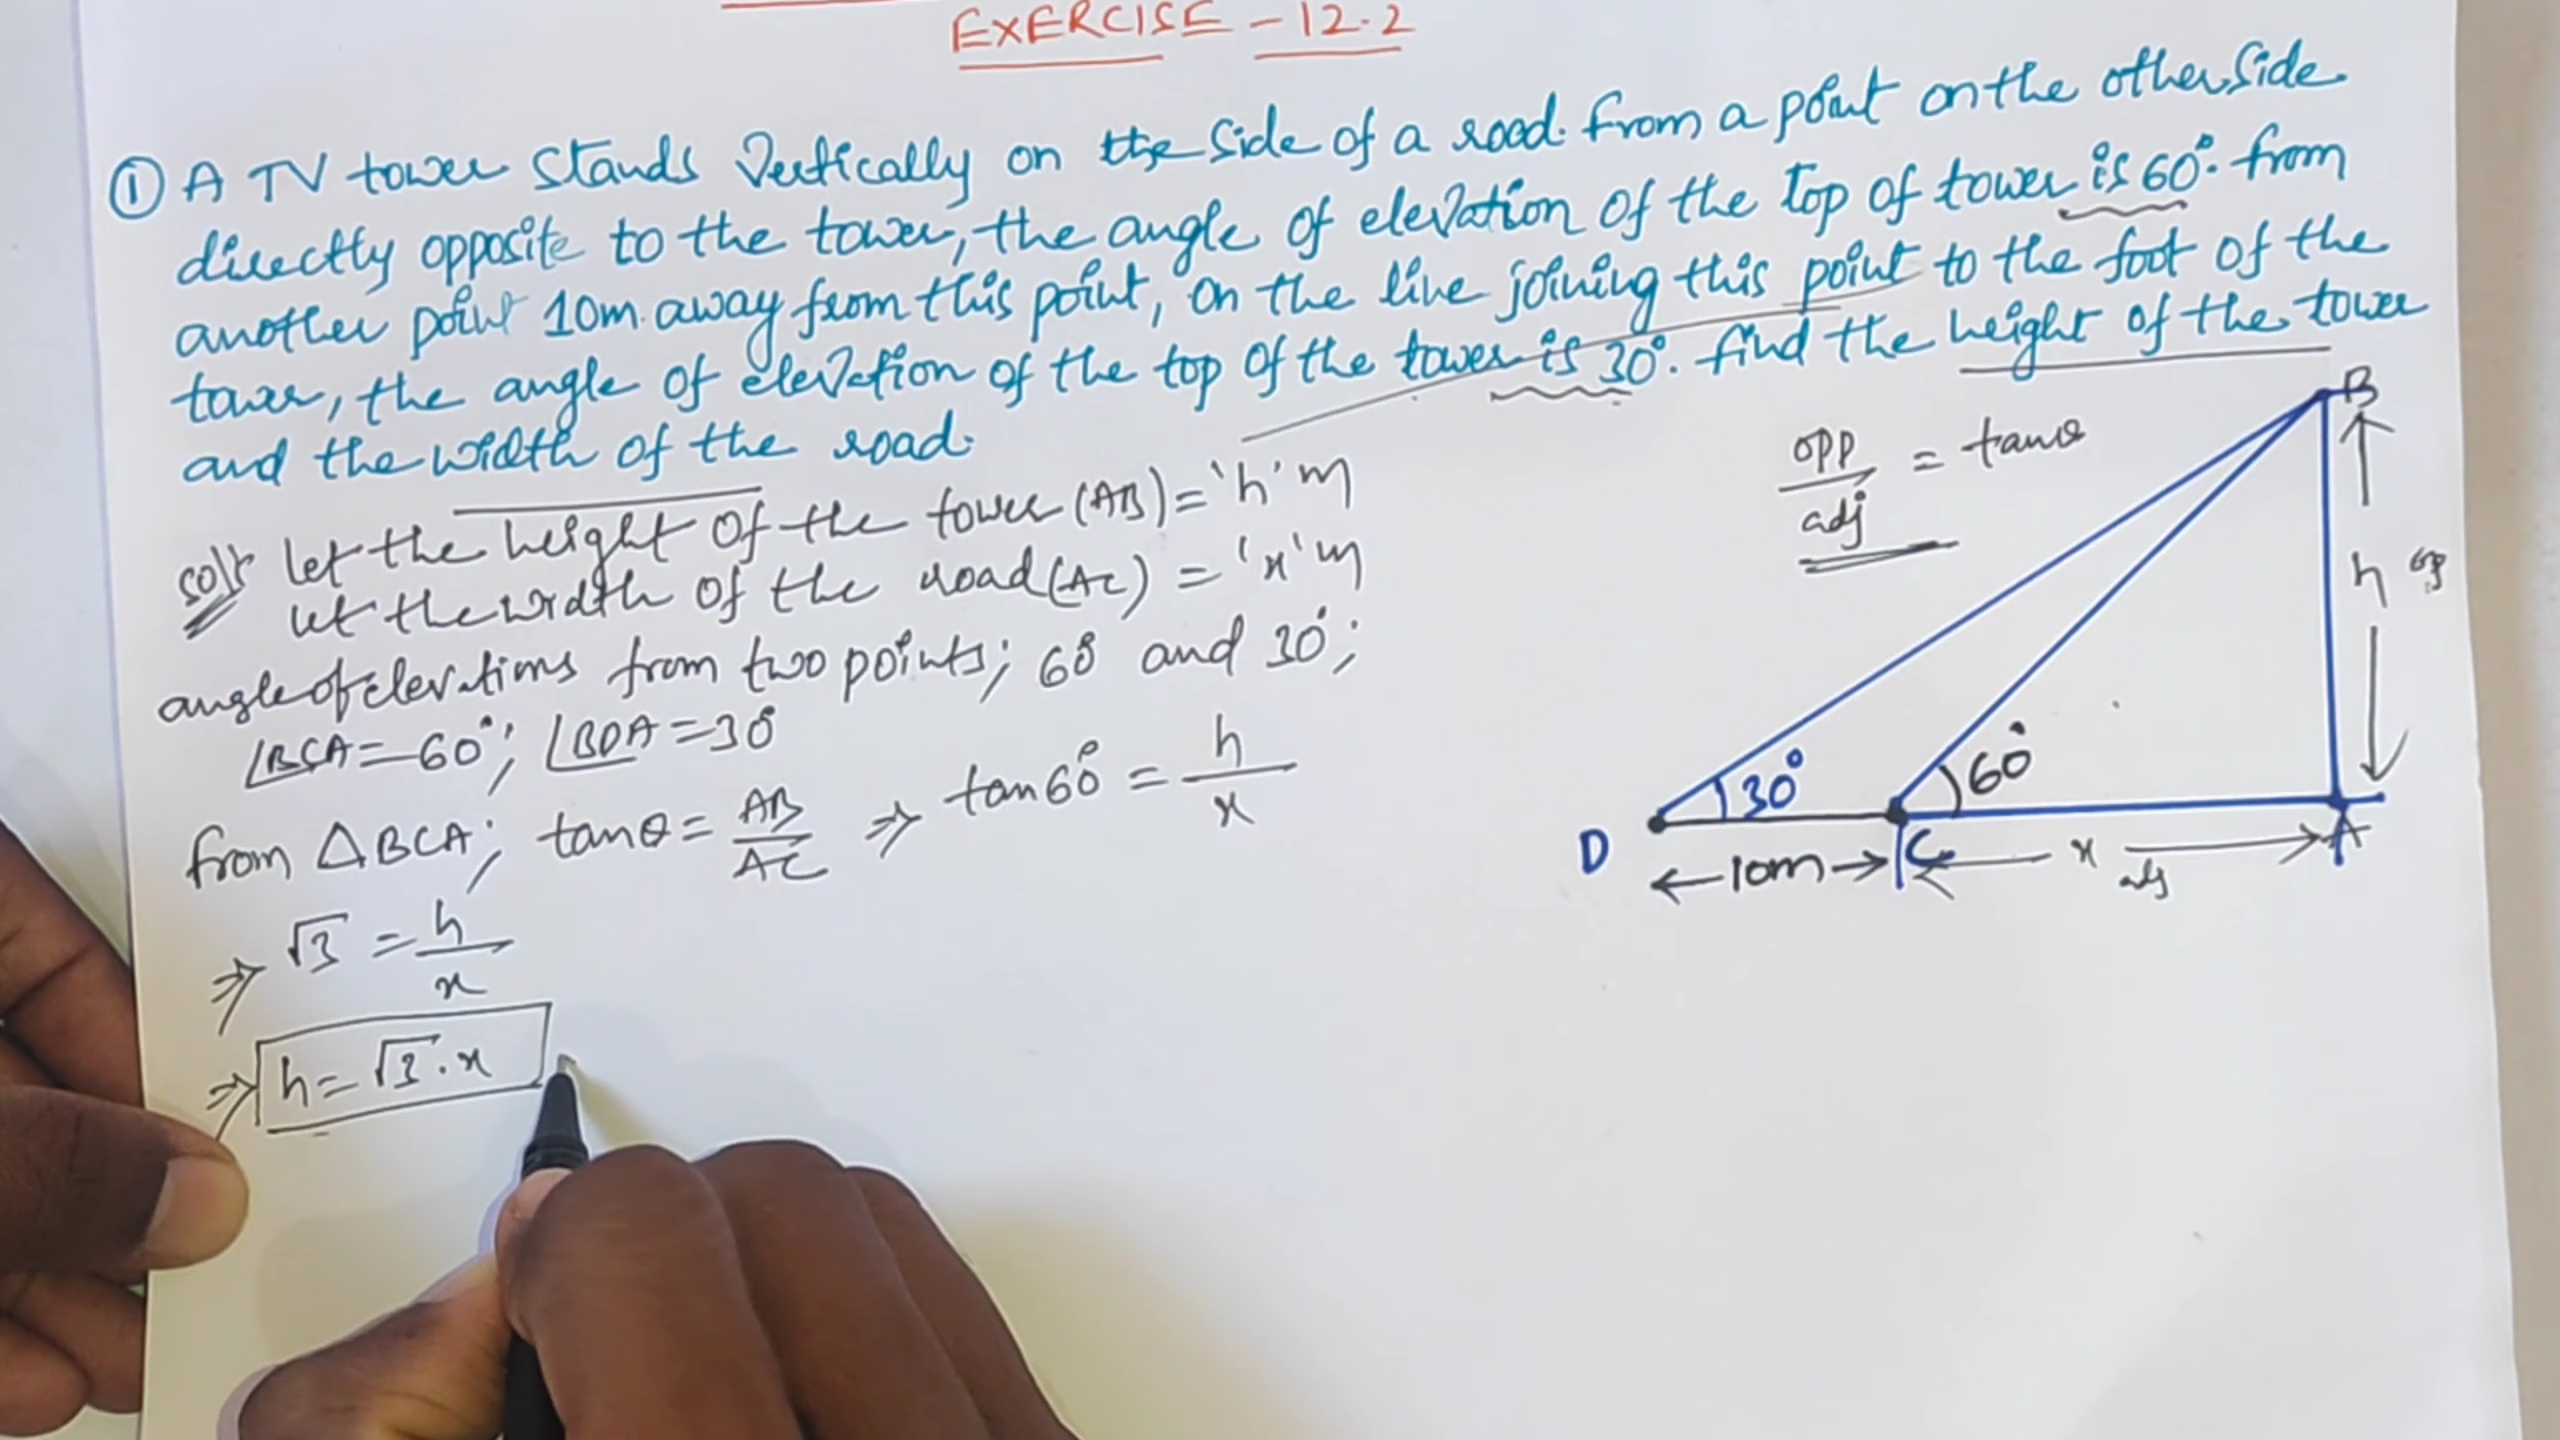 EXERCISE - 12.2
① A TV tower stands Vertically on the side of a road. from a point on the other side
directly opposite to the tower, the angle of elevation of the top of tower is 60°. from
another point 10m away from this point, on the line joining this point to the foot of the
tower, the angle of elevation of the top of the tower is 30°. find the height of the tower
and the width of the road.
solr let the height of the tower (AB) = 'h' m
let the width of the road (AC) = 'x' m
angle of elevations from two points; 60° and 30°;
∠BCA = 60°; ∠BDA = 30°
from △BCA; tanθ = AB/AC ⇒ tan60° = h/x
⇒ √3 = h/x
⇒ h = √3 . x
opp/adj = tanθ
B
h opp
30° 60°
D C A
10m x
adj